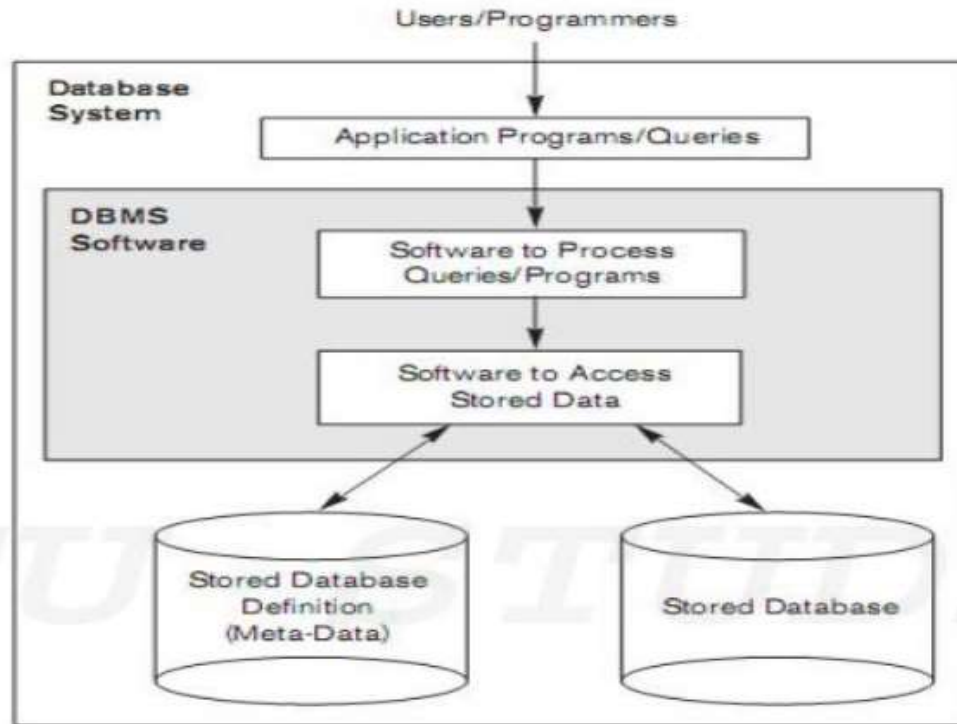 Users/Programmers
Database
System
Application Programs/Queries
DBMS
Software
Software to Process
Queries/Programs
Software to Access
Stored Data
Stored Database
Definition
(Meta-Data)
Stored Database